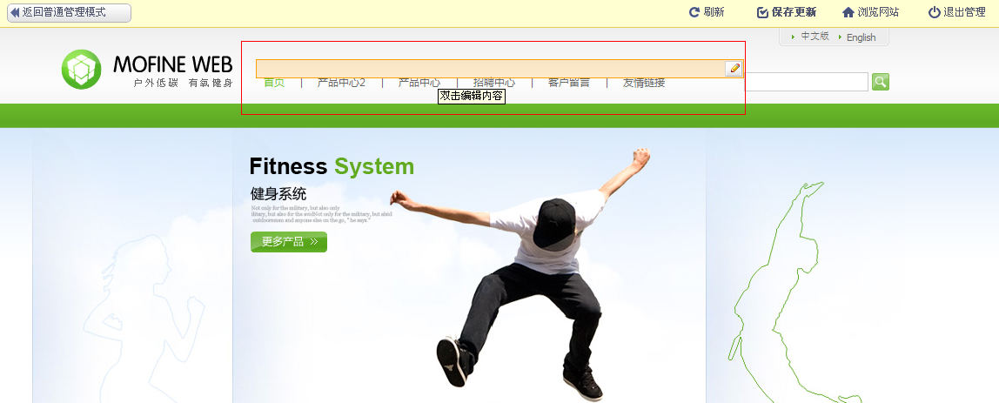 返回普通管理模式 刷新 保存更新 浏览网站 退出管理
中文版 English
MOFINE WEB
户外低碳 有氧健身
首页 | 产品中心2 | 产品中心 | 招聘中心 | 客户留言 | 友情链接
双击编辑内容
Fitness System
健身系统
Not only for the military, but also only
ilitary, but also for the andNot only for the military, but alsid
outdoorsmen and anyone else on the go, " he says."
更多产品